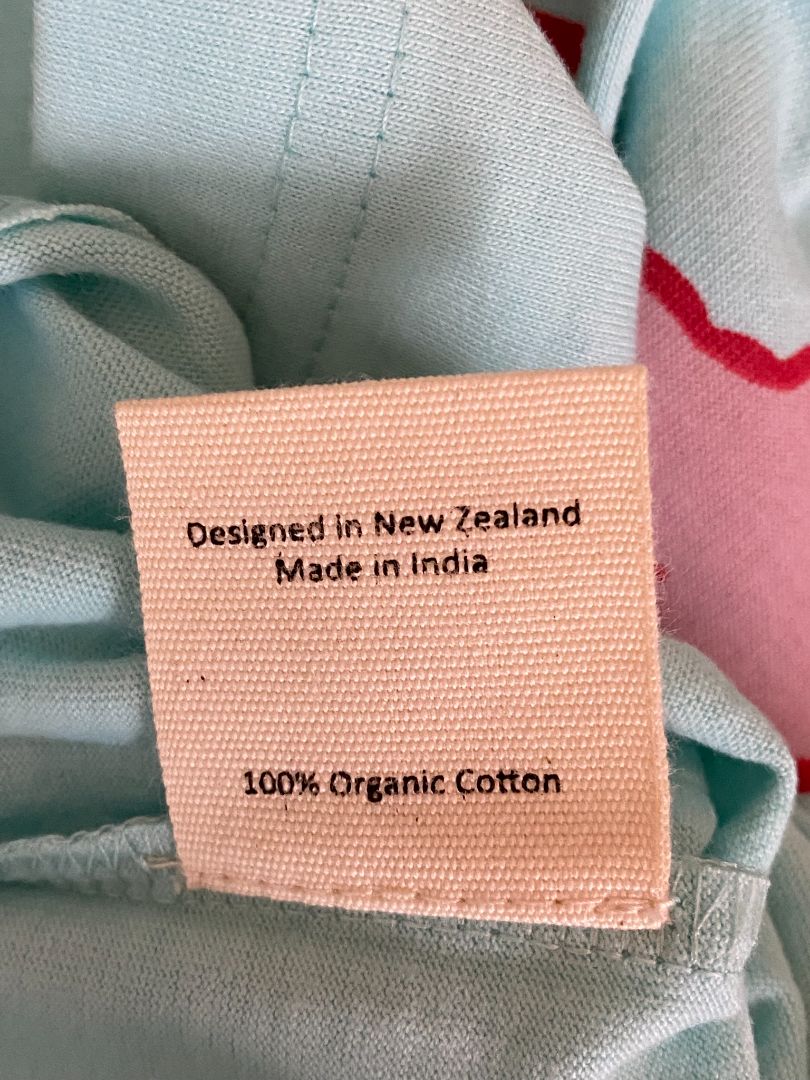 Designed in New Zealand
Made in India
100% Organic Cotton